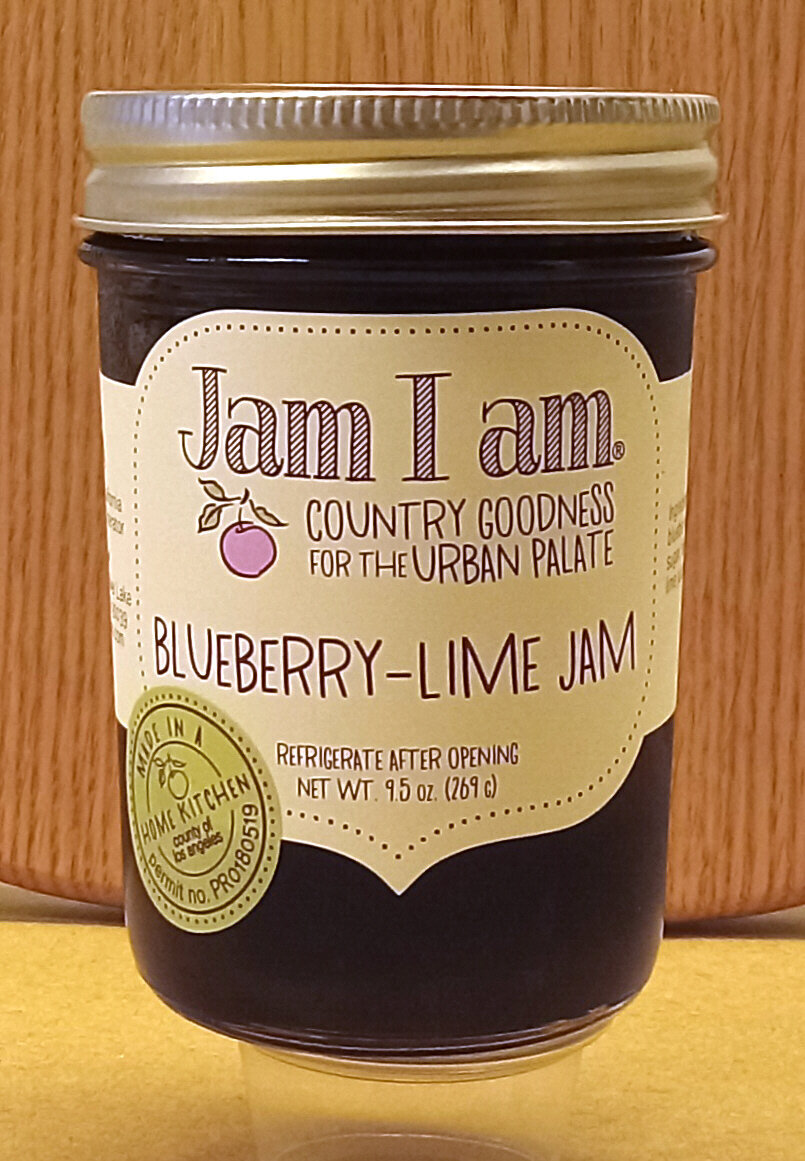 Jam I am®
COUNTRY GOODNESS
FOR THE URBAN PALATE
BLUEBERRY-LIME JAM
REFRIGERATE AFTER OPENING
NET WT. 9.5 oz. (269 G)
MADE IN A
HOME KITCHEN
county of
los angeles
permit no. PR0180519
Lake